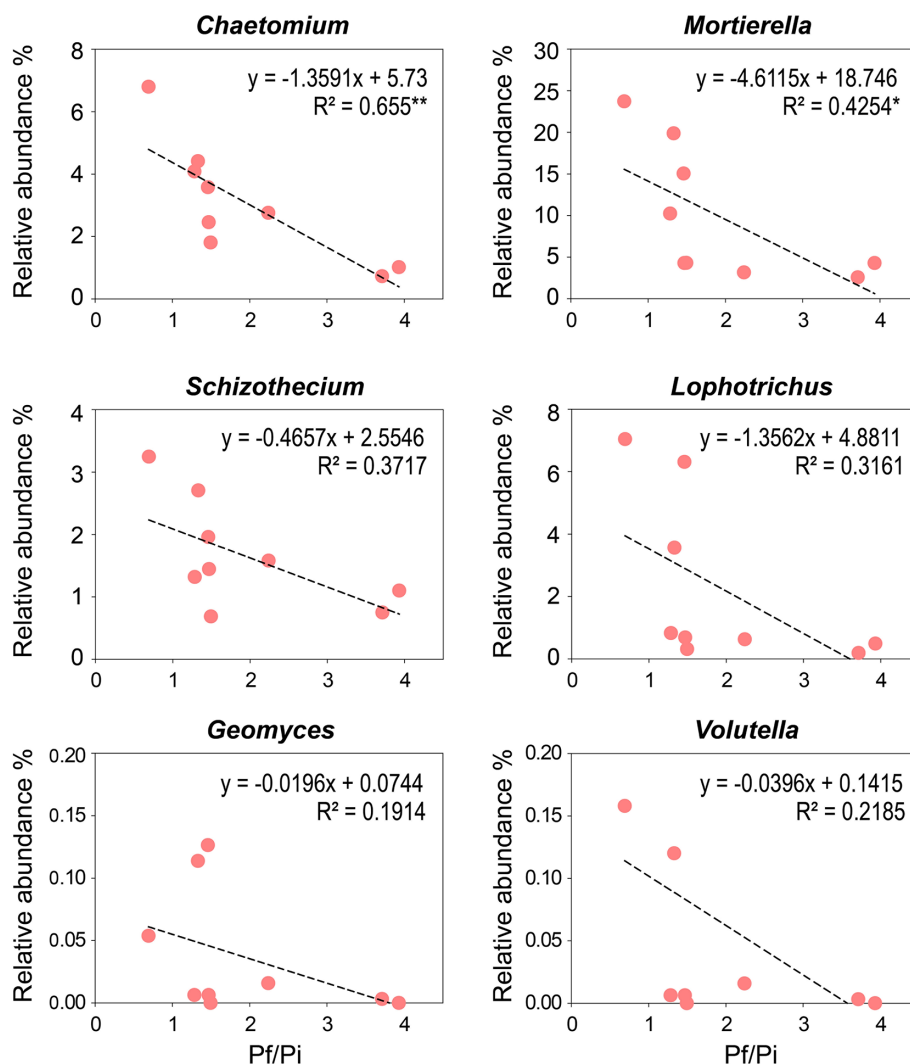 Chaetomium
y = -1.3591x + 5.73
R² = 0.655**
Relative abundance %
8
6
4
2
0
0 1 2 3 4
Mortierella
y = -4.6115x + 18.746
R² = 0.4254*
Relative abundance %
30
25
20
15
10
5
0
0 1 2 3 4
Schizothecium
y = -0.4657x + 2.5546
R² = 0.3717
Relative abundance %
4
3
2
1
0
0 1 2 3 4
Lophotrichus
y = -1.3562x + 4.8811
R² = 0.3161
Relative abundance %
8
6
4
2
0
0 1 2 3 4
Geomyces
y = -0.0196x + 0.0744
R² = 0.1914
Relative abundance %
0.20
0.15
0.10
0.05
0.00
0 1 2 3 4
Pf/Pi
Volutella
y = -0.0396x + 0.1415
R² = 0.2185
Relative abundance %
0.20
0.15
0.10
0.05
0.00
0 1 2 3 4
Pf/Pi